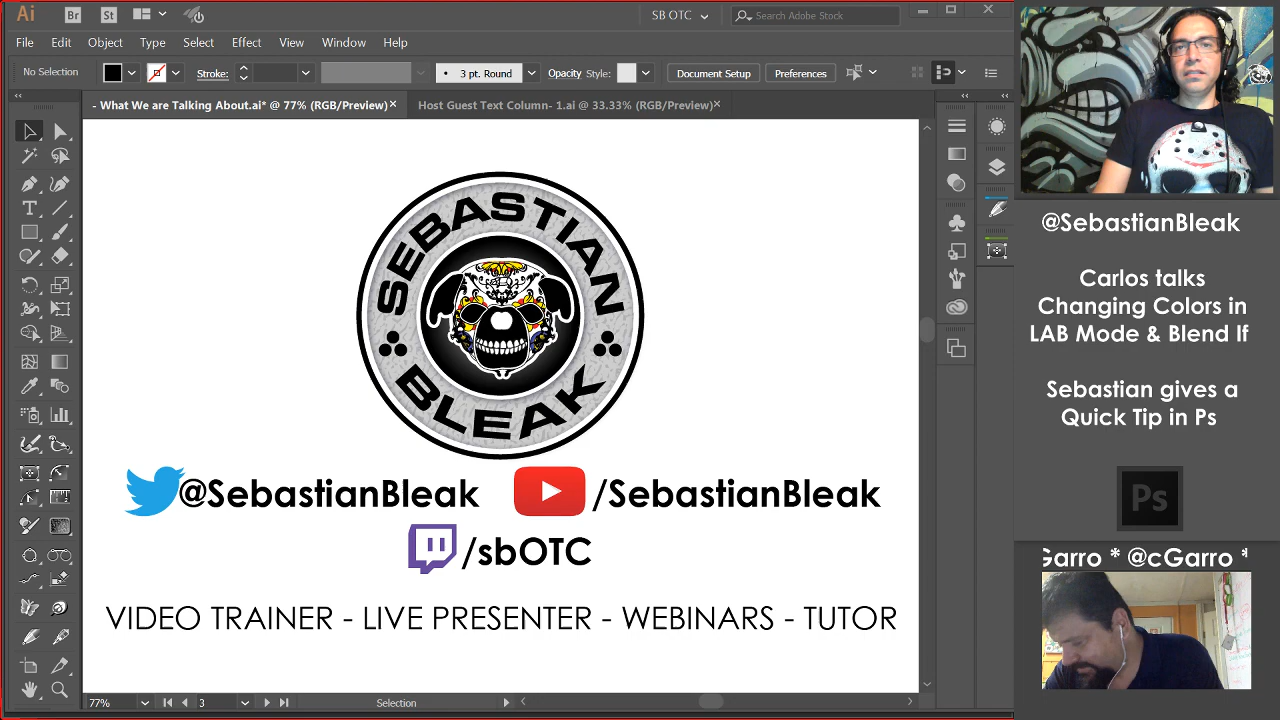 Ai Br St SB OTC Search Adobe Stock
File Edit Object Type Select Effect View Window Help
No Selection Stroke: 3 pt. Round Opacity Style: Document Setup Preferences
- What We are Talking About.ai* @ 77% (RGB/Preview) Host Guest Text Column- 1.ai @ 33.33% (RGB/Preview)
SEBASTIAN
BLEAK
@SebastianBleak /SebastianBleak
/sbOTC
VIDEO TRAINER - LIVE PRESENTER - WEBINARS - TUTOR
77% 3 Selection
@SebastianBleak
Carlos talks
Changing Colors in
LAB Mode & Blend If
Sebastian gives a
Quick Tip in Ps
Ps
Garro * @cGarro *